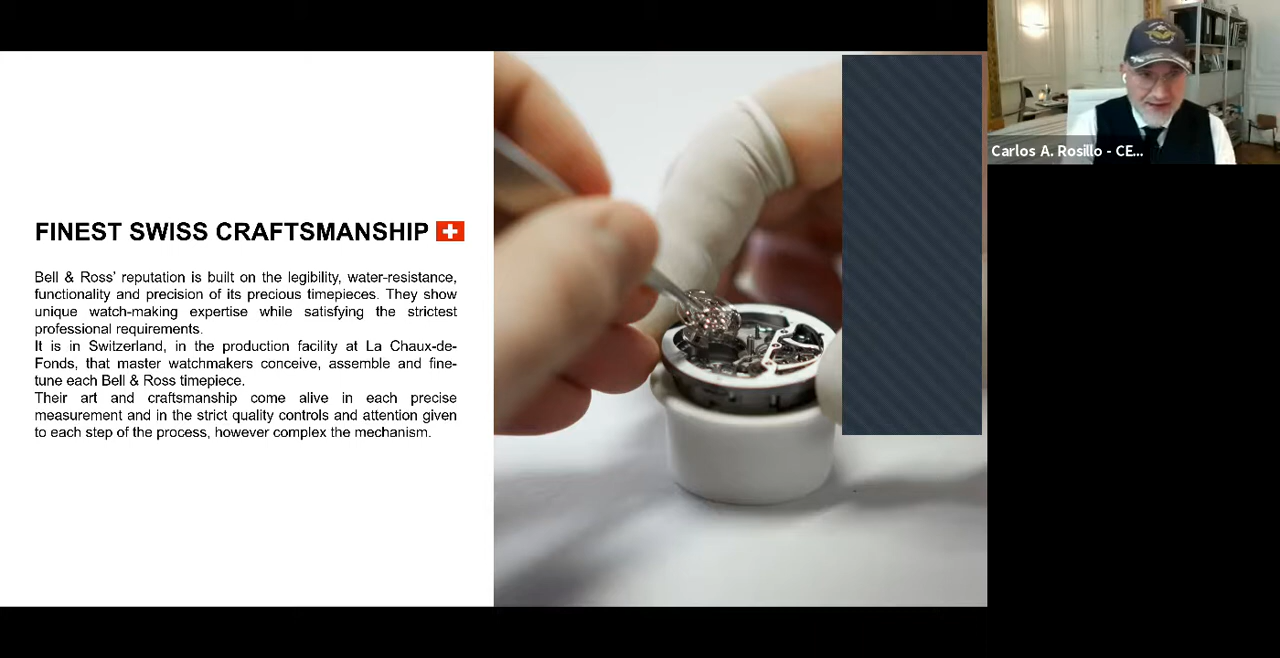 FINEST SWISS CRAFTSMANSHIP
Bell & Ross' reputation is built on the legibility, water-resistance,
functionality and precision of its precious timepieces. They show
unique watch-making expertise while satisfying the strictest
professional requirements.
It is in Switzerland, in the production facility at La Chaux-de-
Fonds, that master watchmakers conceive, assemble and fine-
tune each Bell & Ross timepiece.
Their art and craftsmanship come alive in each precise
measurement and in the strict quality controls and attention given
to each step of the process, however complex the mechanism.
Carlos A. Rosillo - CE...